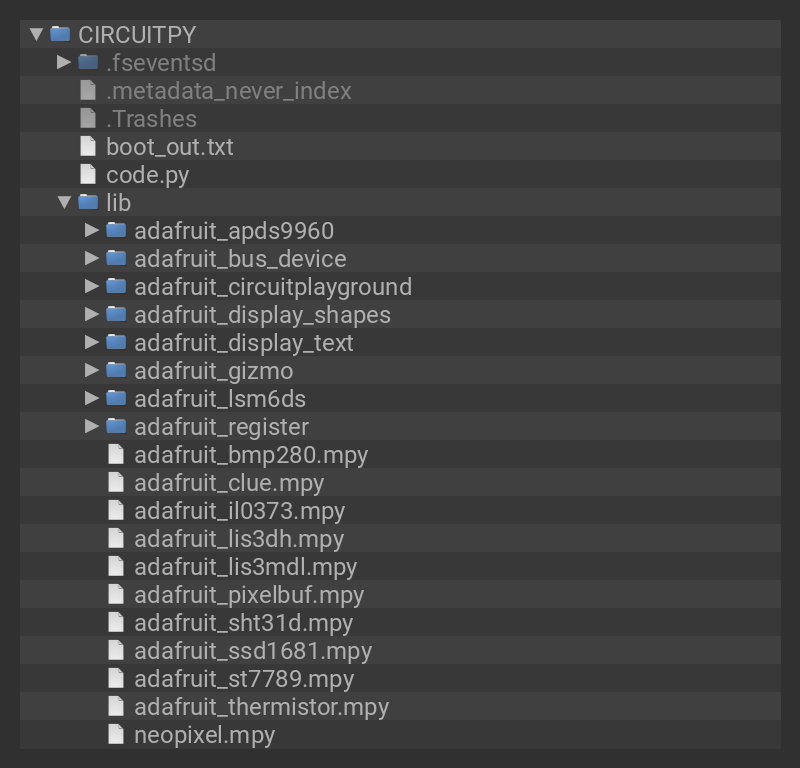 CIRCUITPY
.fseventsd
.metadata_never_index
.Trashes
boot_out.txt
code.py
lib
adafruit_apds9960
adafruit_bus_device
adafruit_circuitplayground
adafruit_display_shapes
adafruit_display_text
adafruit_gizmo
adafruit_lsm6ds
adafruit_register
adafruit_bmp280.mpy
adafruit_clue.mpy
adafruit_il0373.mpy
adafruit_lis3dh.mpy
adafruit_lis3mdl.mpy
adafruit_pixelbuf.mpy
adafruit_sht31d.mpy
adafruit_ssd1681.mpy
adafruit_st7789.mpy
adafruit_thermistor.mpy
neopixel.mpy